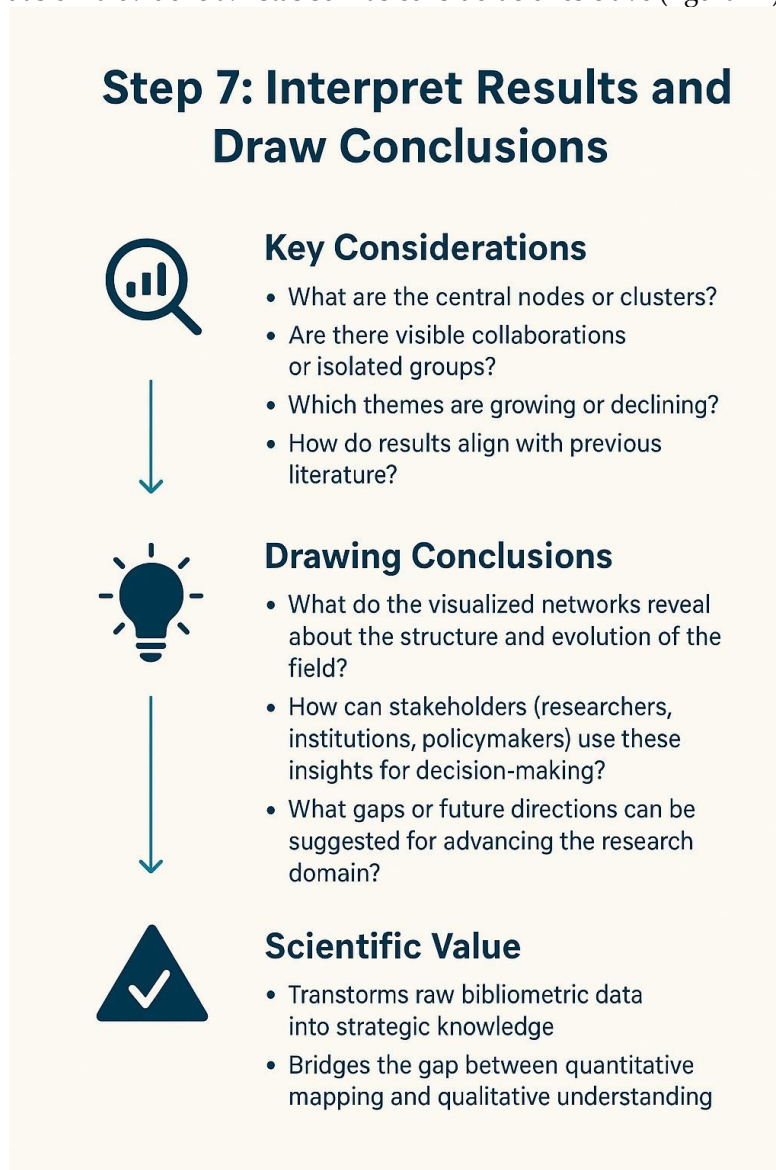 Step 7: Interpret Results and
Draw Conclusions
Key Considerations
• What are the central nodes or clusters?
• Are there visible collaborations
or isolated groups?
• Which themes are growing or declining?
• How do results align with previous
literature?
Drawing Conclusions
• What do the visualized networks reveal
about the structure and evolution of the
field?
• How can stakeholders (researchers,
institutions, policymakers) use these
insights for decision-making?
• What gaps or future directions can be
suggested for advancing the research
domain?
Scientific Value
• Transtorms raw bibliometric data
into strategic knowledge
• Bridges the gap between quantitative
mapping and qualitative understanding